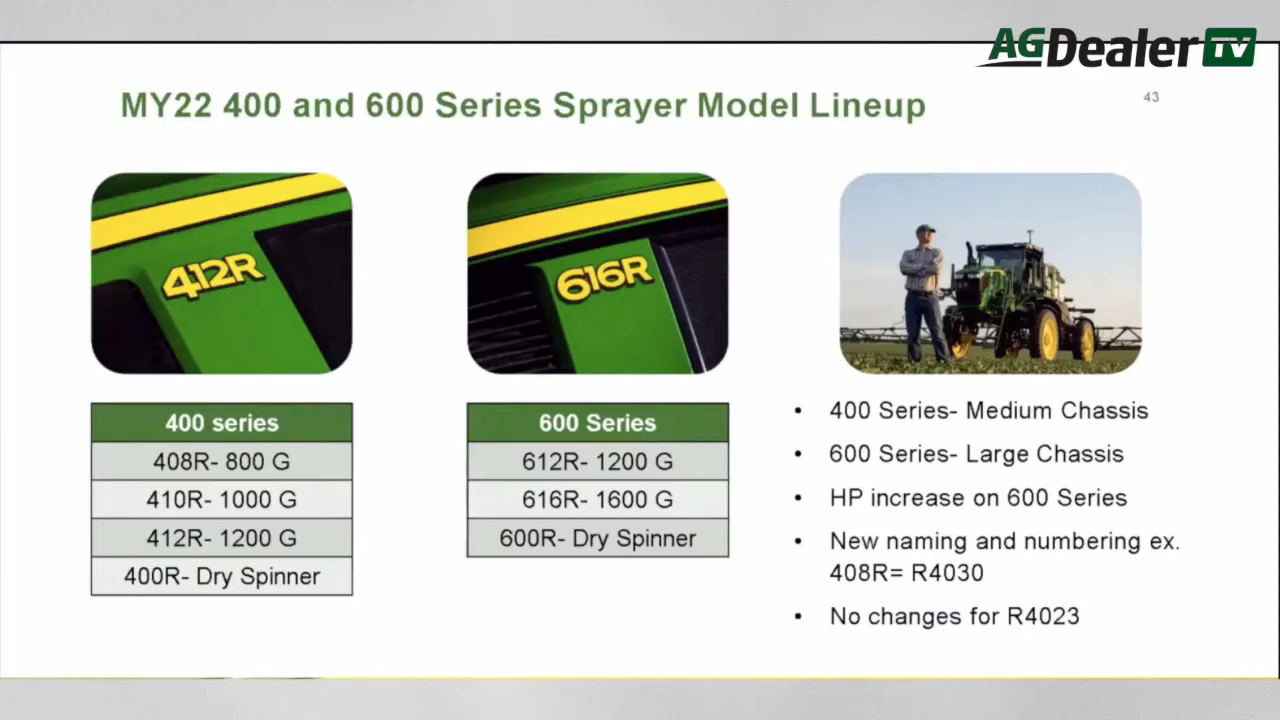 AGDealer TV
MY22 400 and 600 Series Sprayer Model Lineup
43
412R
616R
400 series
408R- 800 G
410R- 1000 G
412R- 1200 G
400R- Dry Spinner
600 Series
612R- 1200 G
616R- 1600 G
600R- Dry Spinner
• 400 Series- Medium Chassis
• 600 Series- Large Chassis
• HP increase on 600 Series
• New naming and numbering ex.
408R= R4030
• No changes for R4023